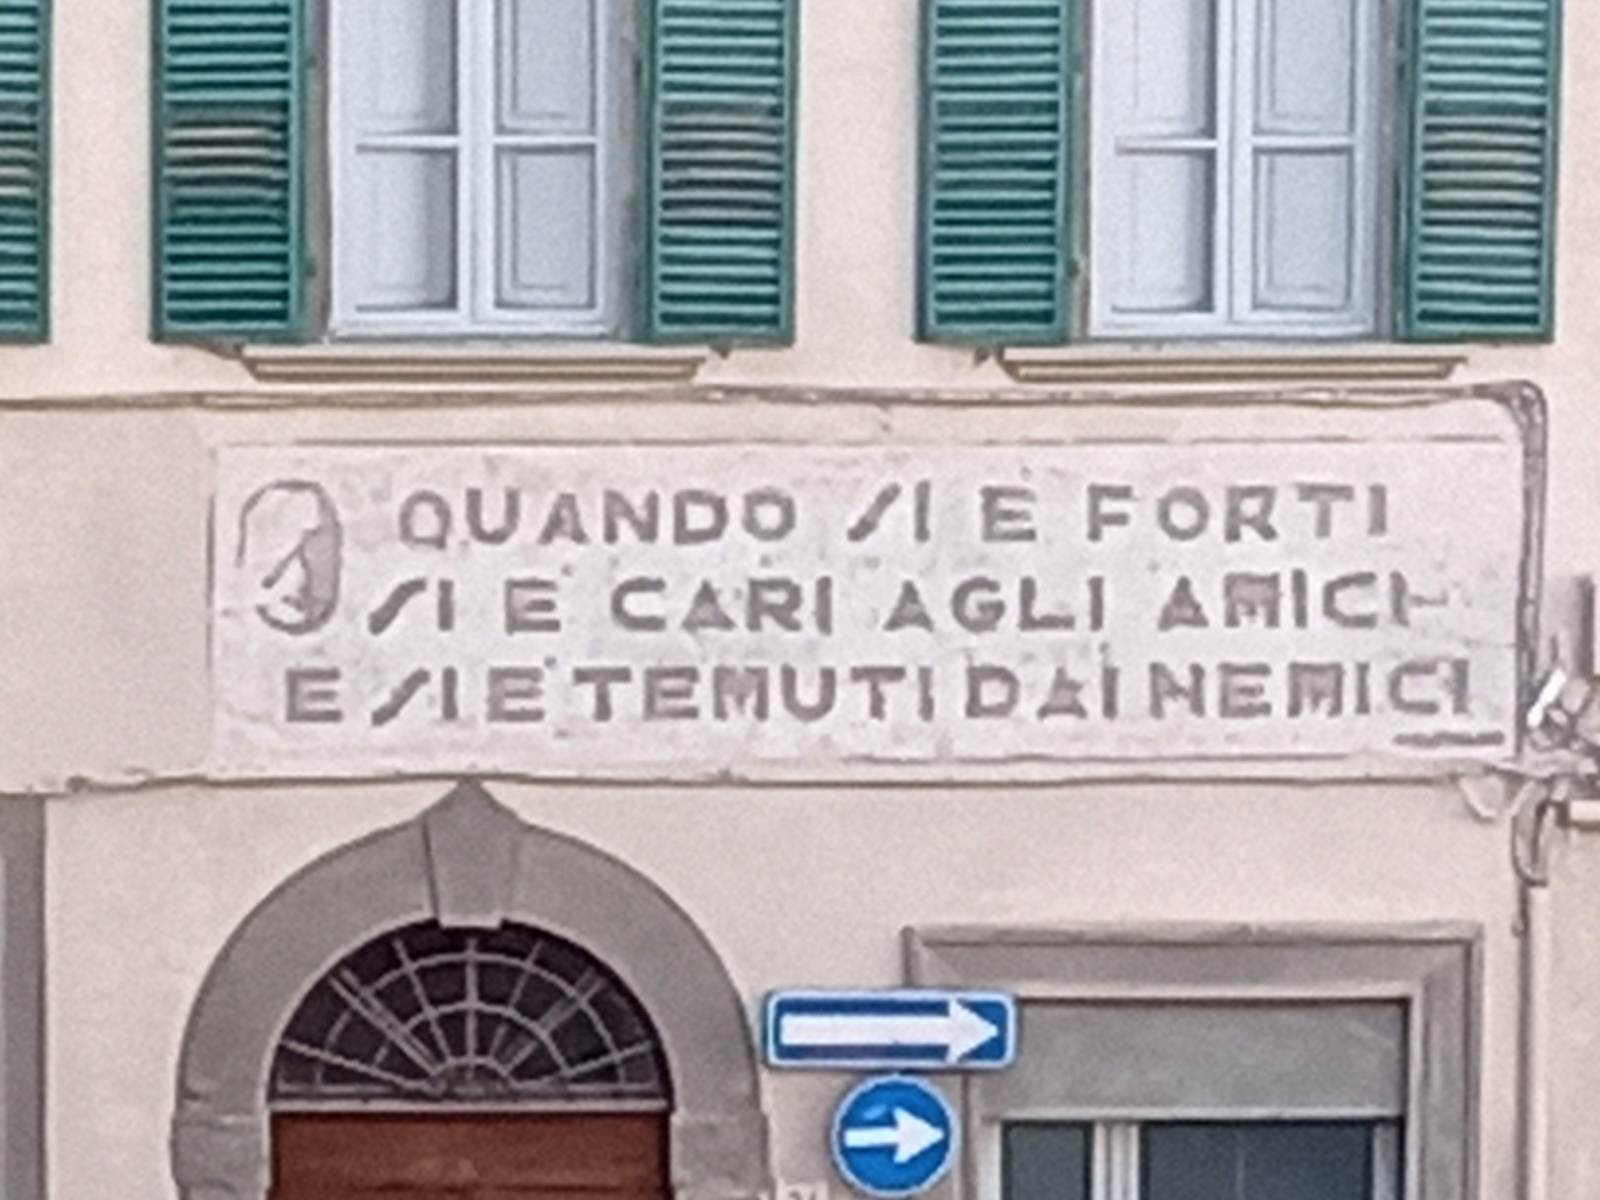 QUANDO SI E FORTI
SI E CARI AGLI AMICI
E SI E' TEMUTI DAI NEMICI